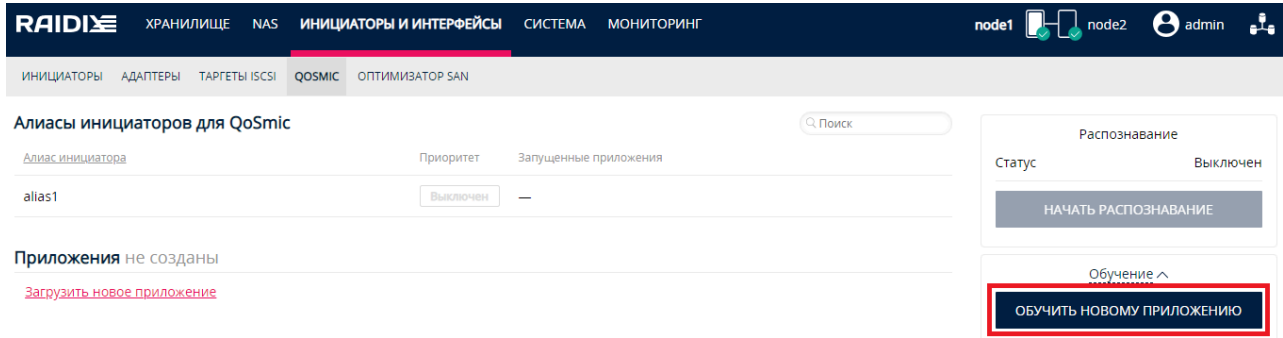 RAIDIX ХРАНИЛИЩЕ NAS ИНИЦИАТОРЫ И ИНТЕРФЕЙСЫ СИСТЕМА МОНИТОРИНГ node1 node2 admin
ИНИЦИАТОРЫ АДАПТЕРЫ ТАРГЕТЫ ISCSI QOSMIC ОПТИМИЗАТОР SAN
Алиасы инициаторов для QoSmic
Поиск
Алиас инициатора Приоритет Запущенные приложения
alias1 Выключен —
Приложения не созданы
Загрузить новое приложение
Распознавание
Статус Выключен
НАЧАТЬ РАСПОЗНАВАНИЕ
Обучение
ОБУЧИТЬ НОВОМУ ПРИЛОЖЕНИЮ